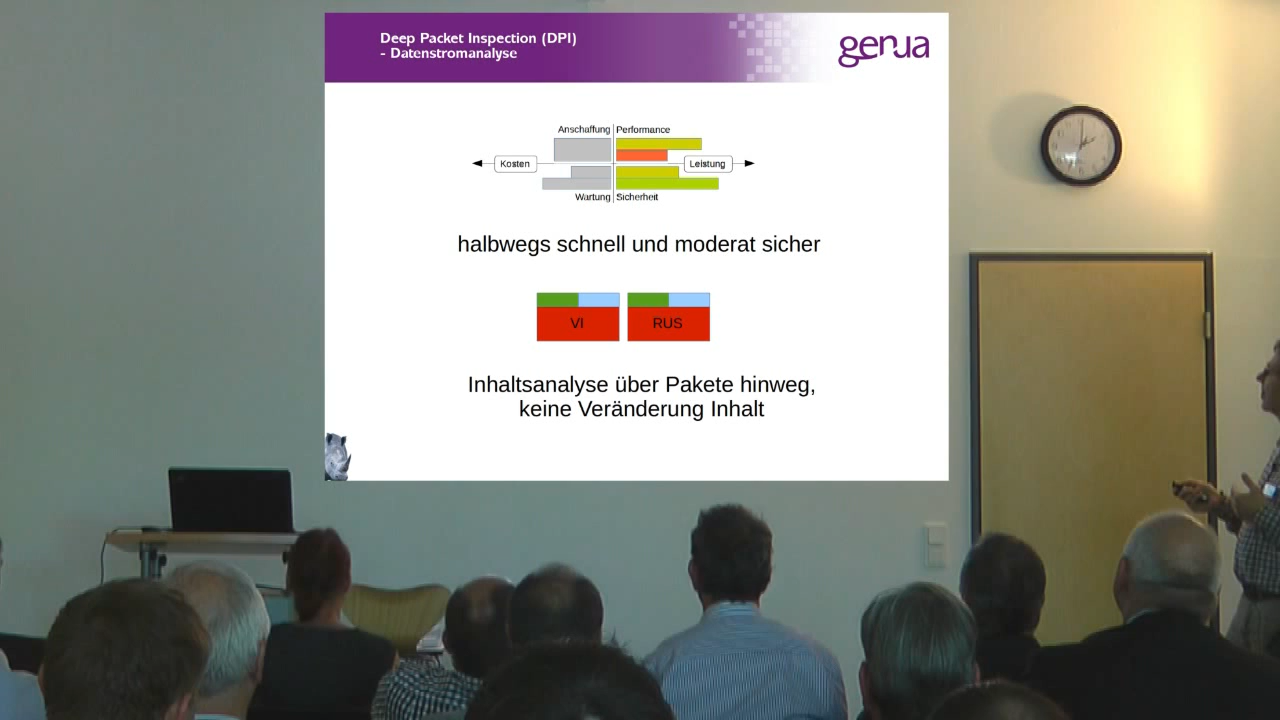 Deep Packet Inspection (DPI)
- Datenstromanalyse
genua
Anschaffung Performance
Kosten Leistung
Wartung Sicherheit
halbwegs schnell und moderat sicher
VI RUS
Inhaltsanalyse über Pakete hinweg,
keine Veränderung Inhalt